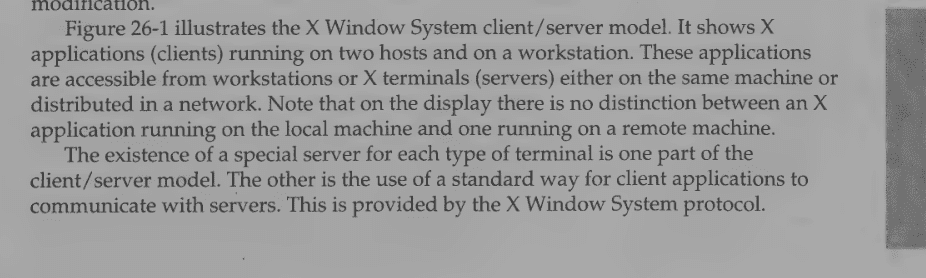 modification.
Figure 26-1 illustrates the X Window System client/server model. It shows X
applications (clients) running on two hosts and on a workstation. These applications
are accessible from workstations or X terminals (servers) either on the same machine or
distributed in a network. Note that on the display there is no distinction between an X
application running on the local machine and one running on a remote machine.
The existence of a special server for each type of terminal is one part of the
client/server model. The other is the use of a standard way for client applications to
communicate with servers. This is provided by the X Window System protocol.